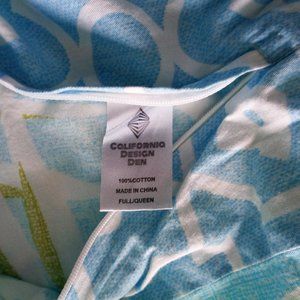 CALIFORNIA
DESIGN
DEN
100%COTTON
MADE IN CHINA
FULL/QUEEN